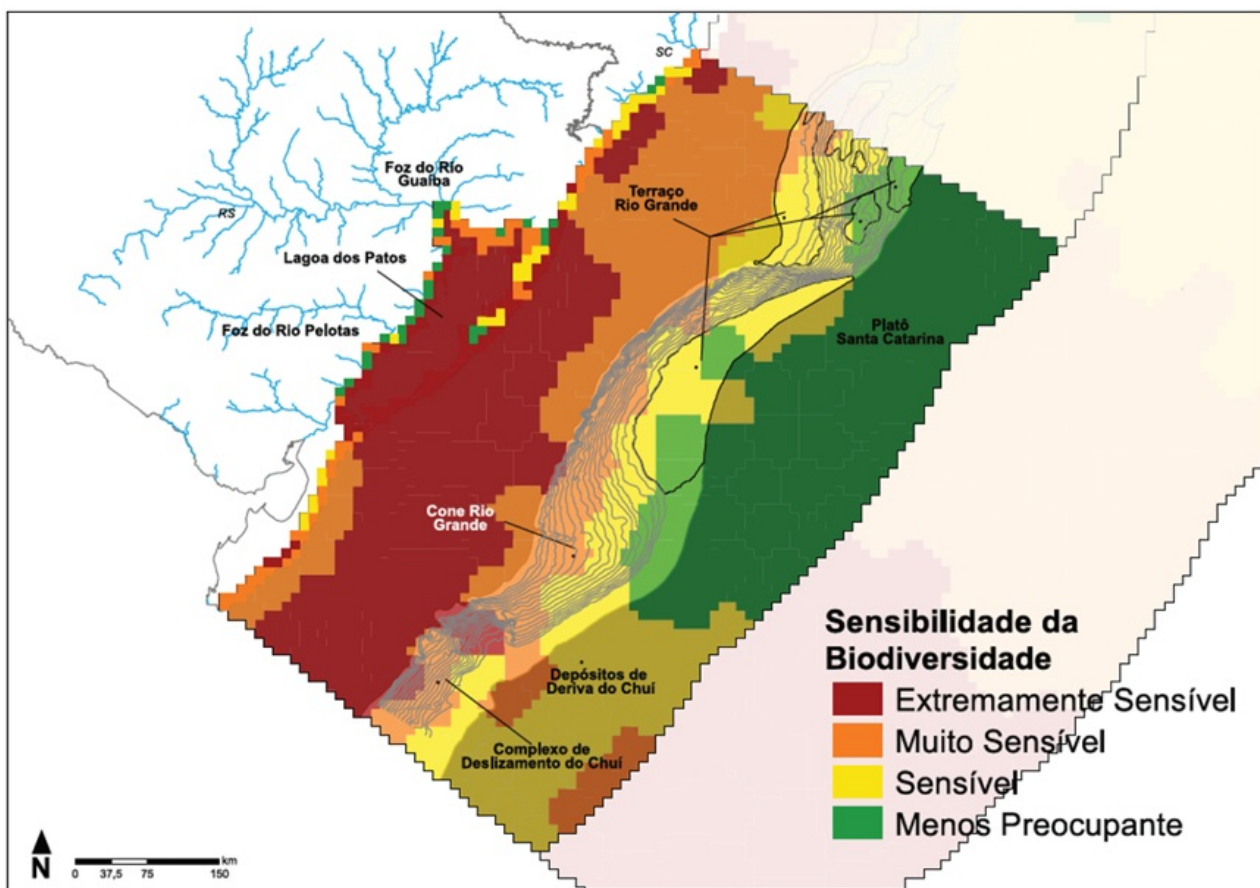 SC
Foz do Río
Guaíba
RS
Terraço
Rio Grande
Lagoa dos Patos
Foz do Rio Pelotas
Platô
Santa Catarina
Cone Rio
Grande
Sensibilidade da
Biodiversidade
Extremamente Sensível
Muito Sensível
Sensível
Menos Preocupante
Depósitos de
Deriva do Chuí
Complexo de
Deslizamento do Chuí
N
0 37,5 75 150
km